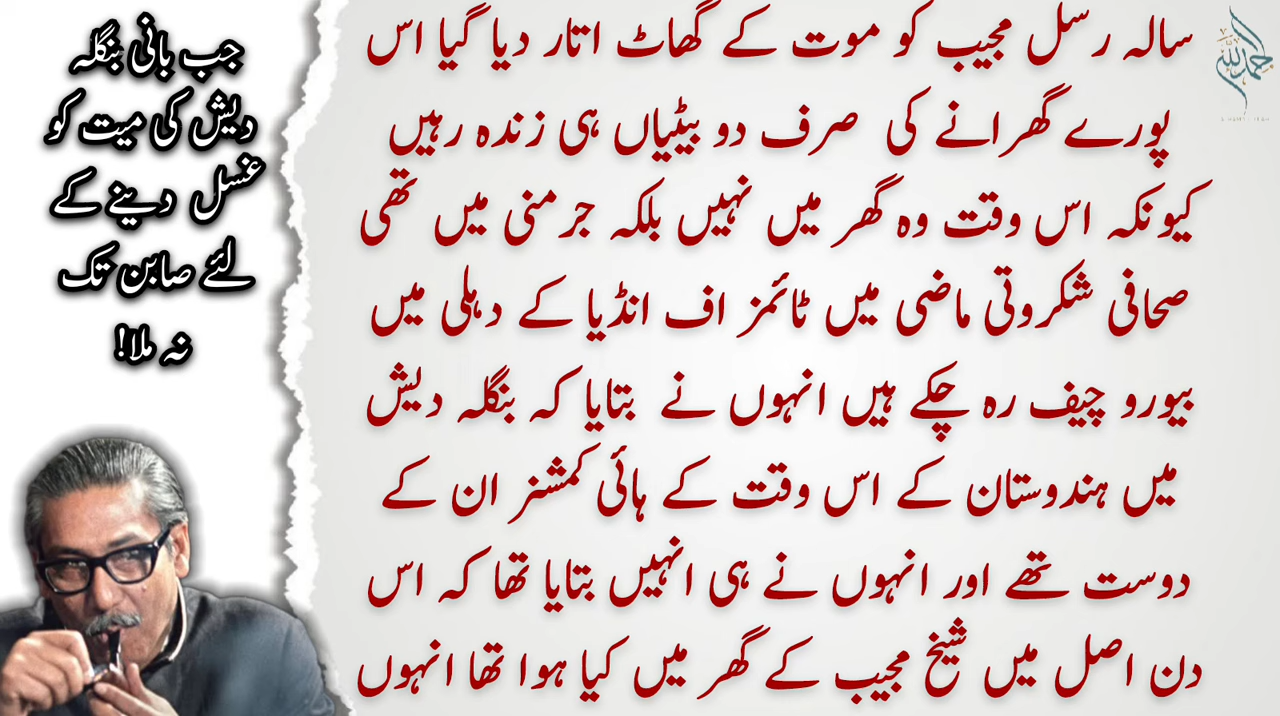 جب بانی بنگلہ
دیش کی میت کو
غسل دینے کے
لئے صابن تک
نہ ملا!
سالہ رسل مجیب کو موت کے گھاٹ اتار دیا گیا اس
پورے گھرانے کی صرف دو بیٹیاں ہی زندہ رہیں
کیونکہ اس وقت وہ گھر میں نہیں بلکہ جرمنی میں تھی
صحافی شکروتی ماضی میں ٹائمز اف انڈیا کے دہلی میں
بیورو چیف رہ چکے ہیں انہوں نے بتایا کہ بنگلہ دیش
میں ہندوستان کے اس وقت کے ہائی کمشنر ان کے
دوست تھے اور انہوں نے ہی انہیں بتایا تھا کہ اس
دن اصل میں شیخ مجیب کے گھر میں کیا ہوا تھا انہوں